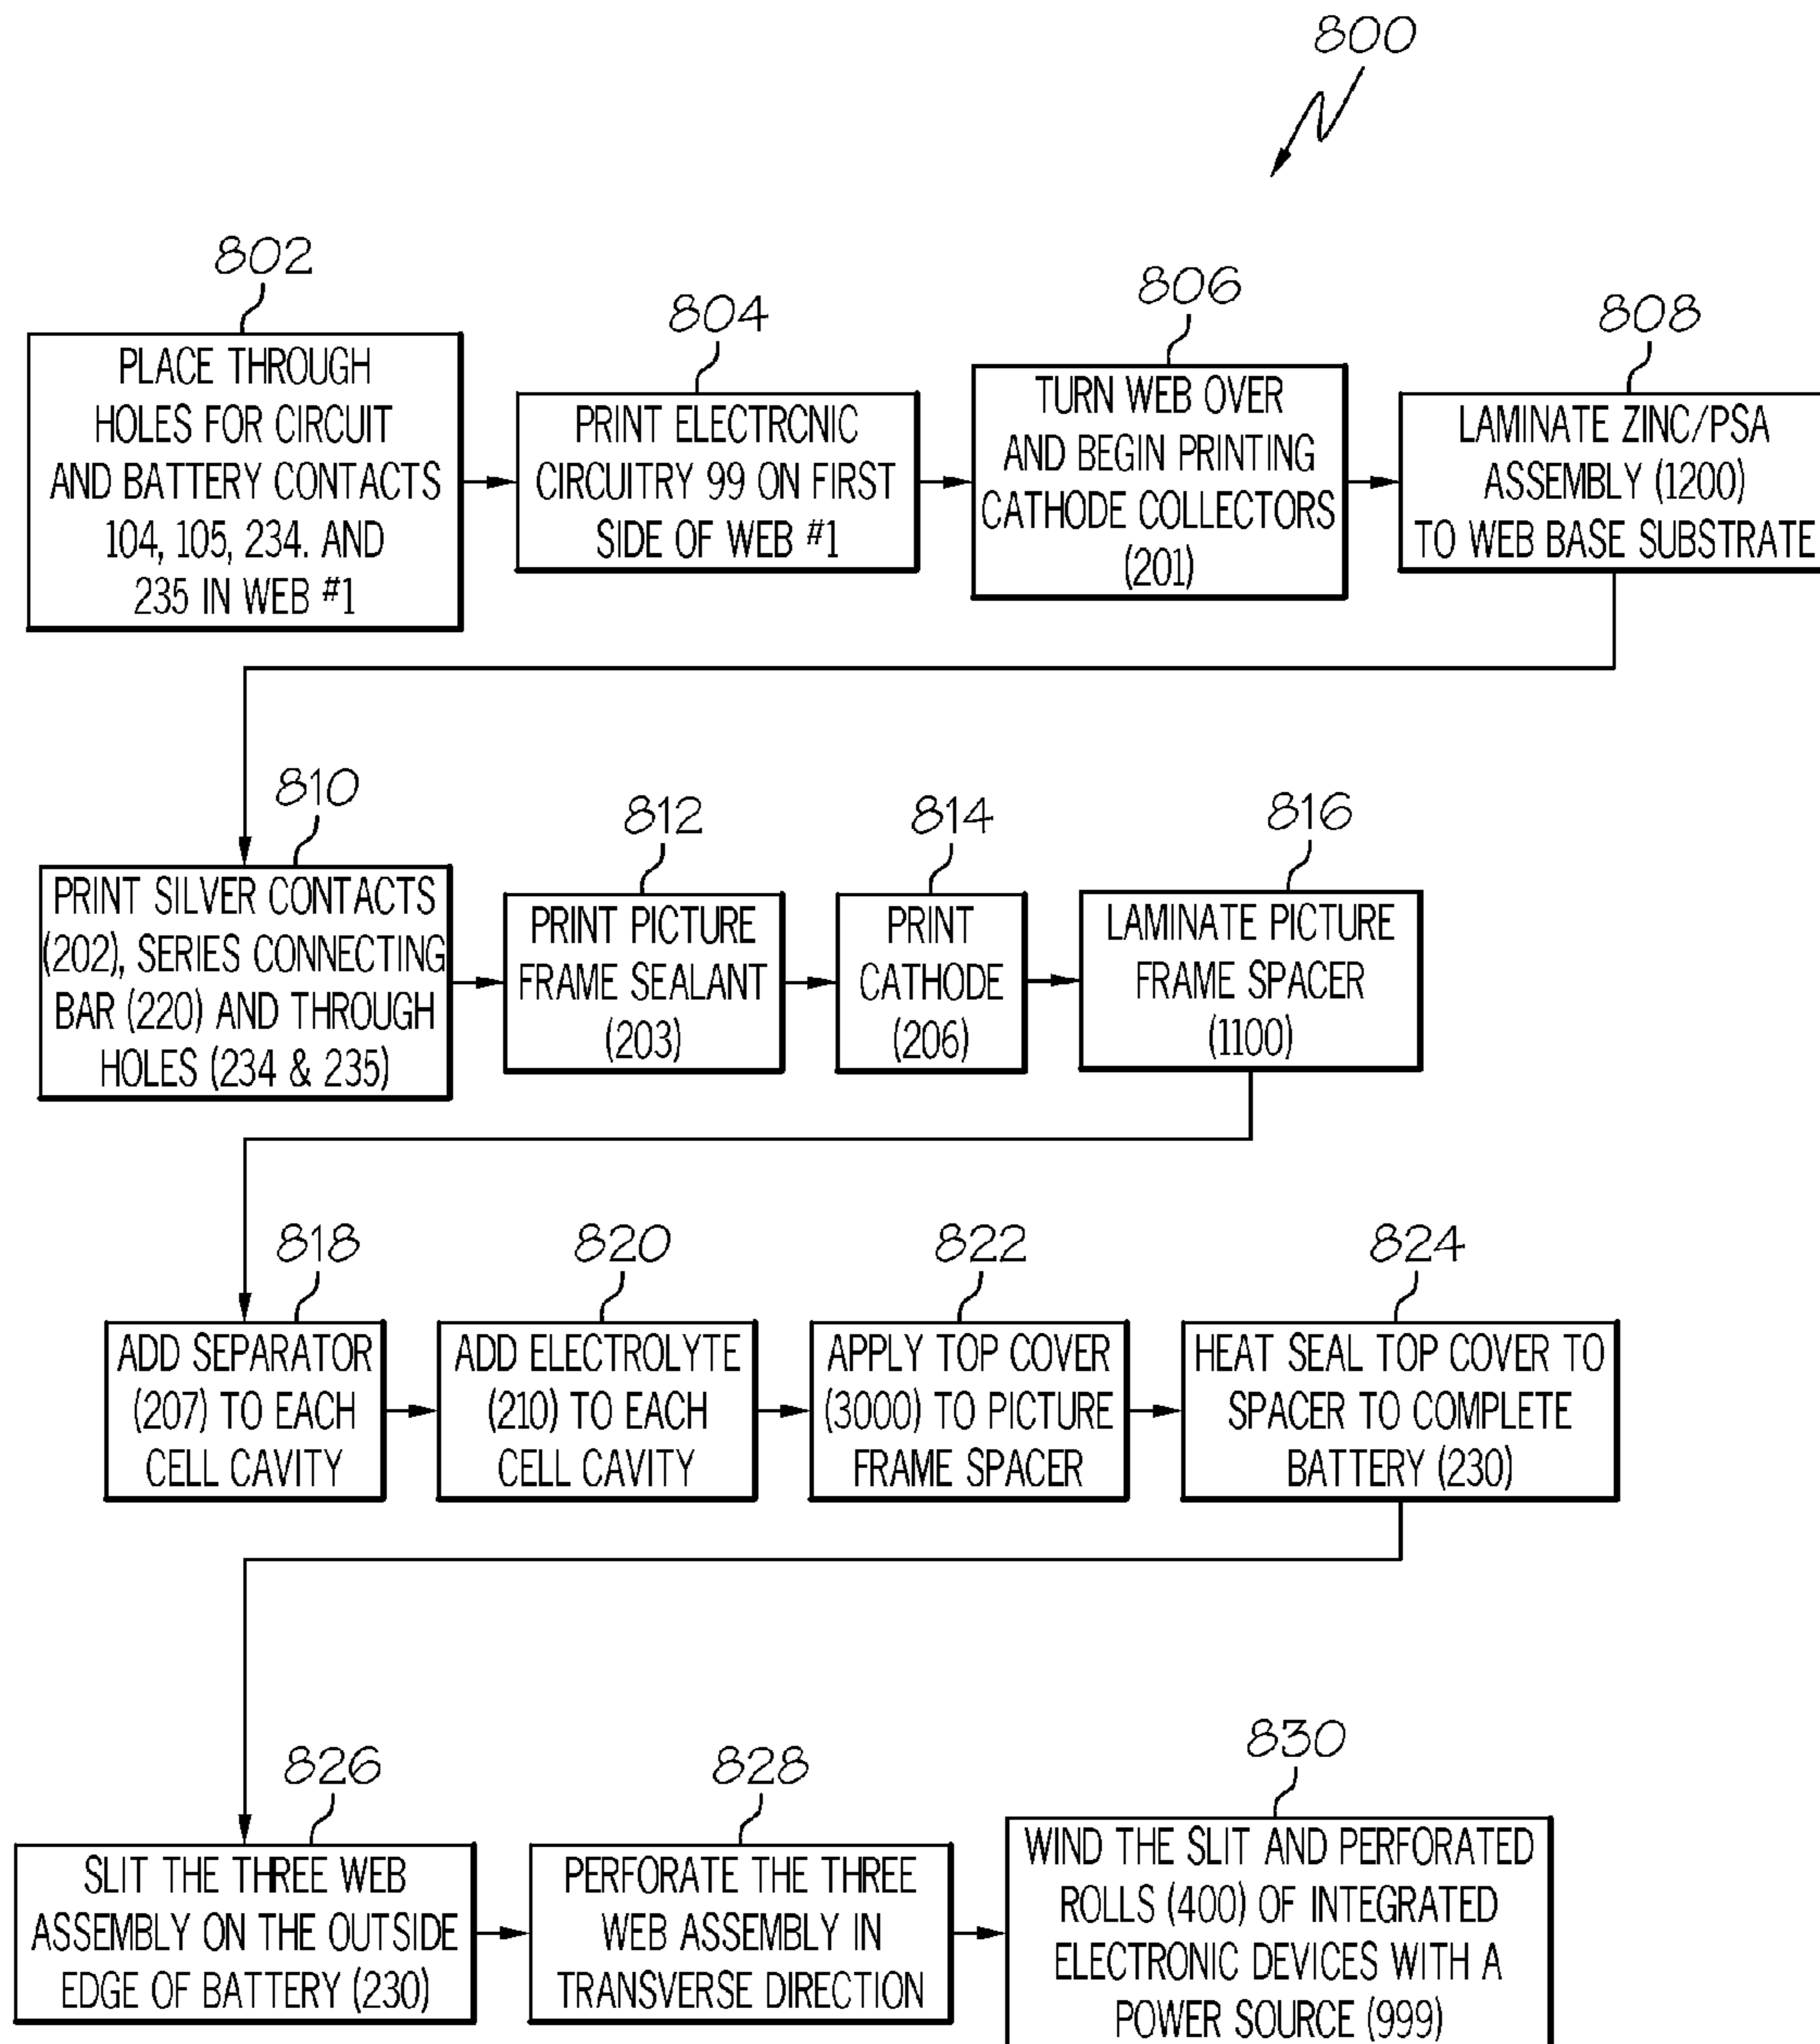 800
802
PLACE THROUGH
HOLES FOR CIRCUIT
AND BATTERY CONTACTS
104, 105, 234. AND
235 IN WEB #1
804
PRINT ELECTRCNIC
CIRCUITRY 99 ON FIRST
SIDE OF WEB #1
806
TURN WEB OVER
AND BEGIN PRINTING
CATHODE COLLECTORS
(201)
808
LAMINATE ZINC/PSA
ASSEMBLY (1200)
TO WEB BASE SUBSTRATE
810
PRINT SILVER CONTACTS
(202), SERIES CONNECTING
BAR (220) AND THROUGH
HOLES (234 & 235)
812
PRINT PICTURE
FRAME SEALANT
(203)
814
PRINT
CATHODE
(206)
816
LAMINATE PICTURE
FRAME SPACER
(1100)
818
ADD SEPARATOR
(207) TO EACH
CELL CAVITY
820
ADD ELECTROLYTE
(210) TO EACH
CELL CAVITY
822
APPLY TOP COVER
(3000) TO PICTURE
FRAME SPACER
824
HEAT SEAL TOP COVER TO
SPACER TO COMPLETE
BATTERY (230)
826
SLIT THE THREE WEB
ASSEMBLY ON THE OUTSIDE
EDGE OF BATTERY (230)
828
PERFORATE THE THREE
WEB ASSEMBLY IN
TRANSVERSE DIRECTION
830
WIND THE SLIT AND PERFORATED
ROLLS (400) OF INTEGRATED
ELECTRONIC DEVICES WITH A
POWER SOURCE (999)